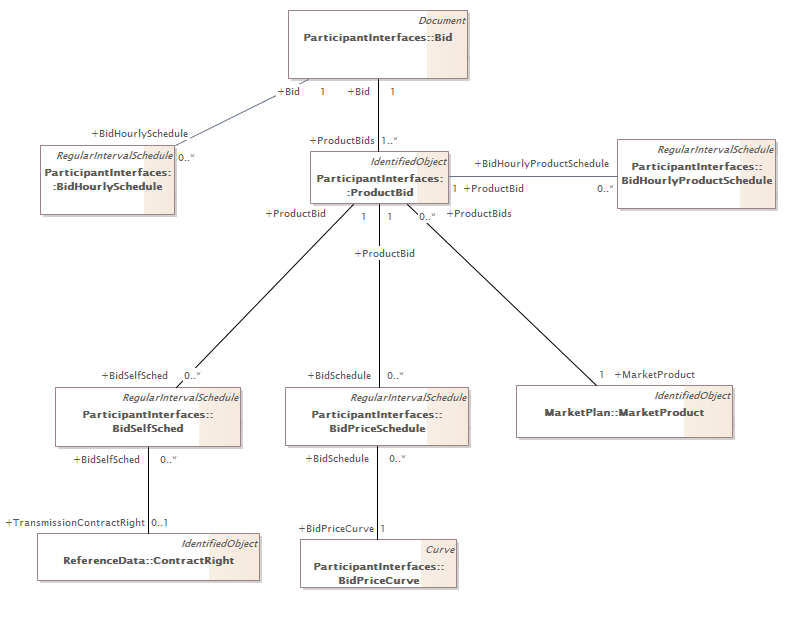 Document
ParticipantInterfaces::Bid
+Bid 1 +Bid 1
+BidHourlySchedule
0..*
+ProductBids 1..*
RegularIntervalSchedule
ParticipantInterfaces:
:BidHourlySchedule
IdentifiedObject
ParticipantInterfaces:
:ProductBid
+BidHourlyProductSchedule
1 +ProductBid 0..*
RegularIntervalSchedule
ParticipantInterfaces::
BidHourlyProductSchedule
+ProductBid 1 1 0..* +ProductBids
+ProductBid
+BidSelfSched 0..*
+BidSchedule 0..*
1 +MarketProduct
RegularIntervalSchedule
ParticipantInterfaces::
BidSelfSched
RegularIntervalSchedule
ParticipantInterfaces::
BidPriceSchedule
IdentifiedObject
MarketPlan::MarketProduct
+BidSelfSched 0..*
+BidSchedule 0..*
+TransmissionContractRight 0..1
+BidPriceCurve 1
IdentifiedObject
ReferenceData::ContractRight
Curve
ParticipantInterfaces::
BidPriceCurve